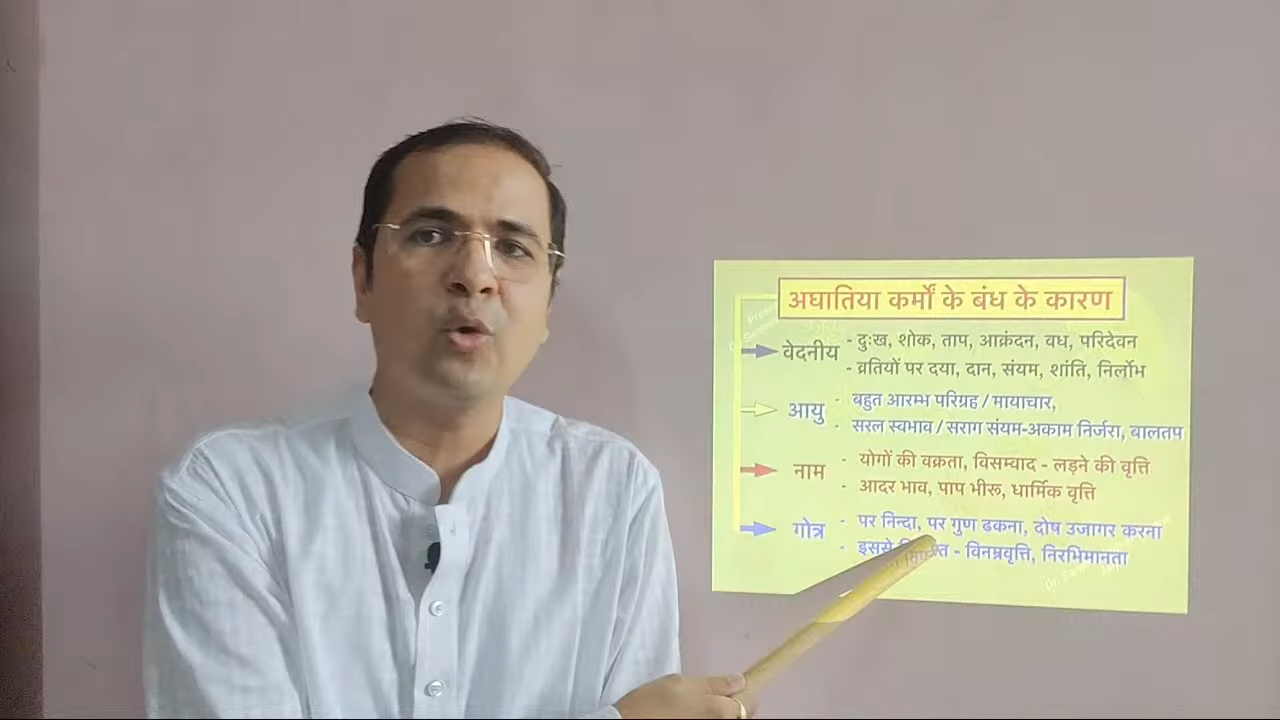 अघातिया कर्मों के बंध के कारण
वेदनीय - दुःख, शोक, ताप, आक्रंदन, वध, परिदेवन
- व्रतियों पर दया, दान, संयम, शांति, निर्लोभ
आयु - बहुत आरम्भ परिग्रह / मायाचार,
- सरल स्वभाव / सराग संयम-अकाम निर्जरा, बालतप
नाम - योगों की वक्रता, विसम्वाद - लड़ने की वृत्ति
- आदर भाव, पाप भीरू, धार्मिक वृत्ति
गोत्र - पर निन्दा, पर गुण ढकना, दोष उजागर करना
- इससे - विनम्रवृत्ति, निरभिमानता